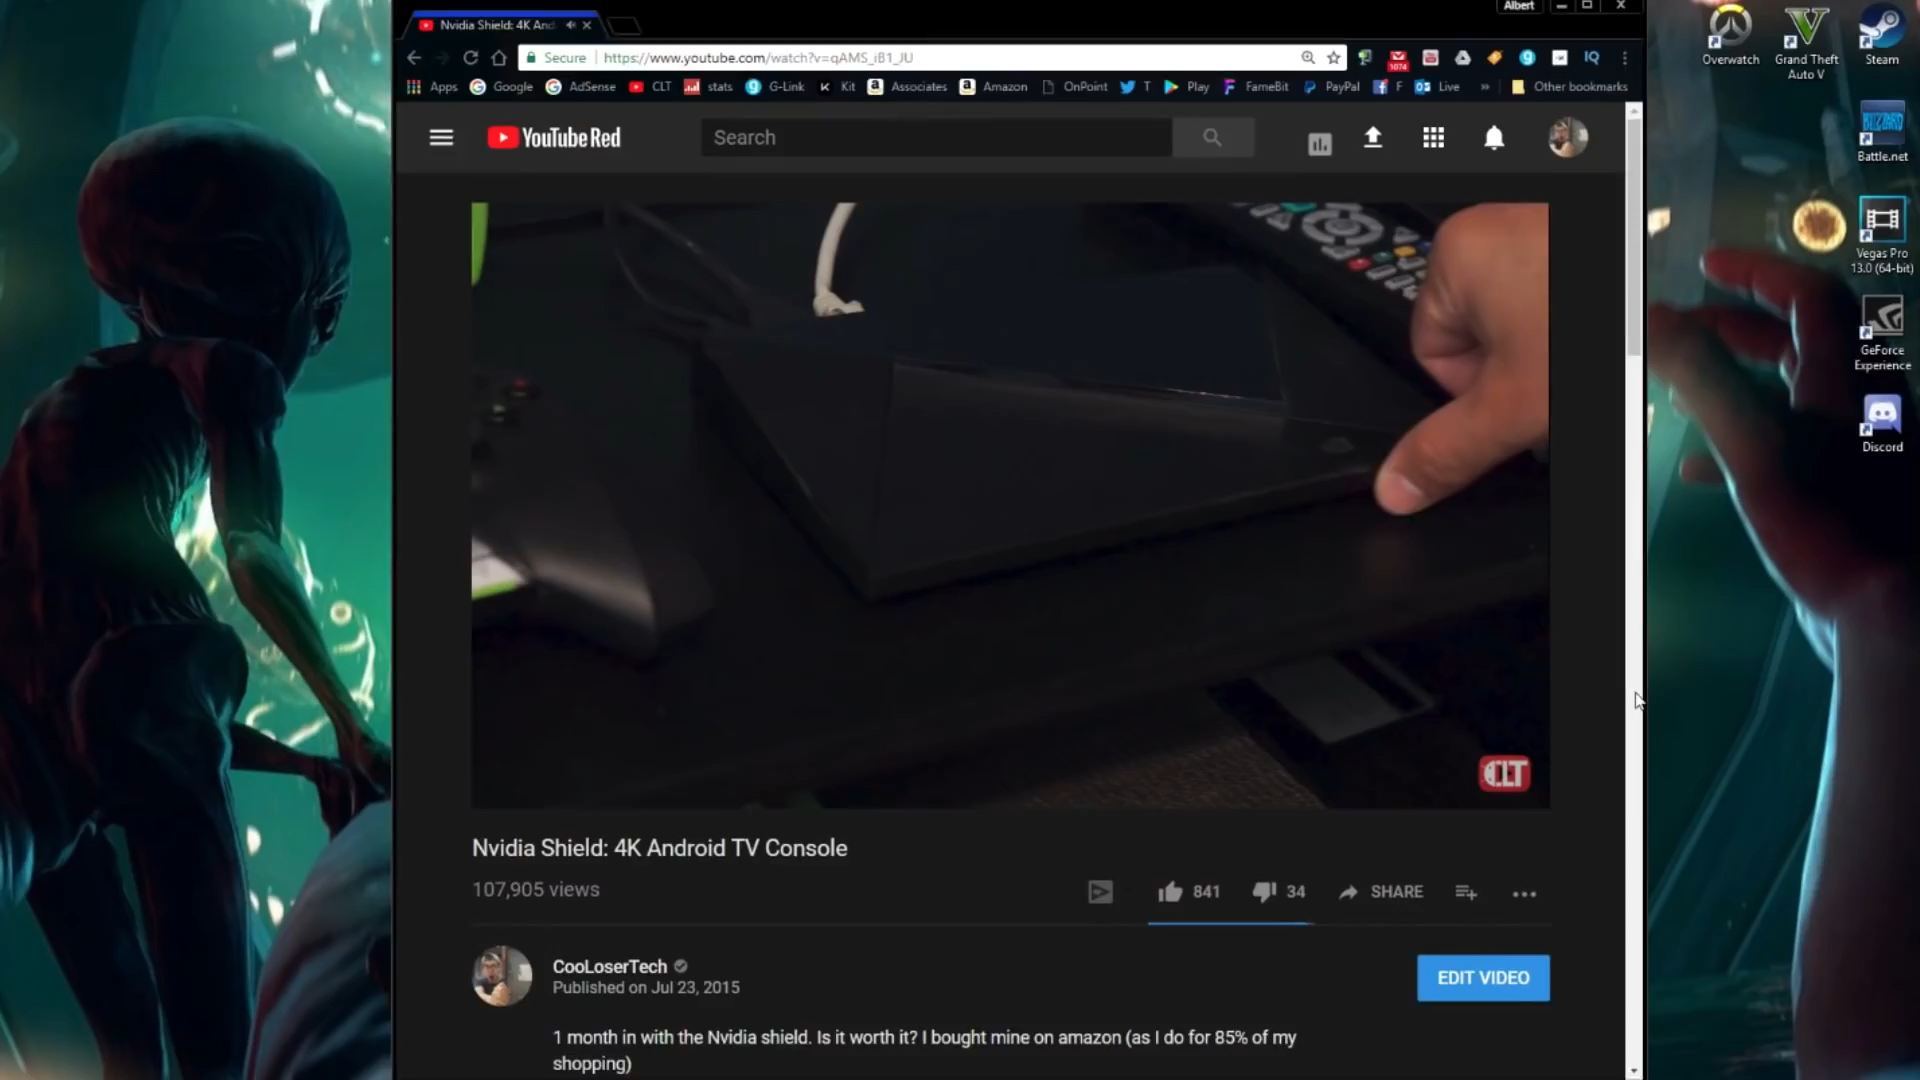 Albert
Nvidia Shield: 4K And
Secure
https://www.youtube.com/watch?v=qAMS_iB1_JU
1074
IQ
Apps
Google
AdSense
CLT
stats
G-Link
Kit
Associates
Amazon
OnPoint
T
Play
FameBit
PayPal
F
Live
Other bookmarks
YouTube Red
Search
CLT
Nvidia Shield: 4K Android TV Console
107,905 views
841
34
SHARE
CooLoserTech
Published on Jul 23, 2015
EDIT VIDEO
1 month in with the Nvidia shield. Is it worth it? I bought mine on amazon (as I do for 85% of my
shopping)
Overwatch
Grand Theft
Auto V
Steam
BLIZZARD
Battle.net
Vegas Pro
13.0 (64-bit)
GeForce
Experience
Discord